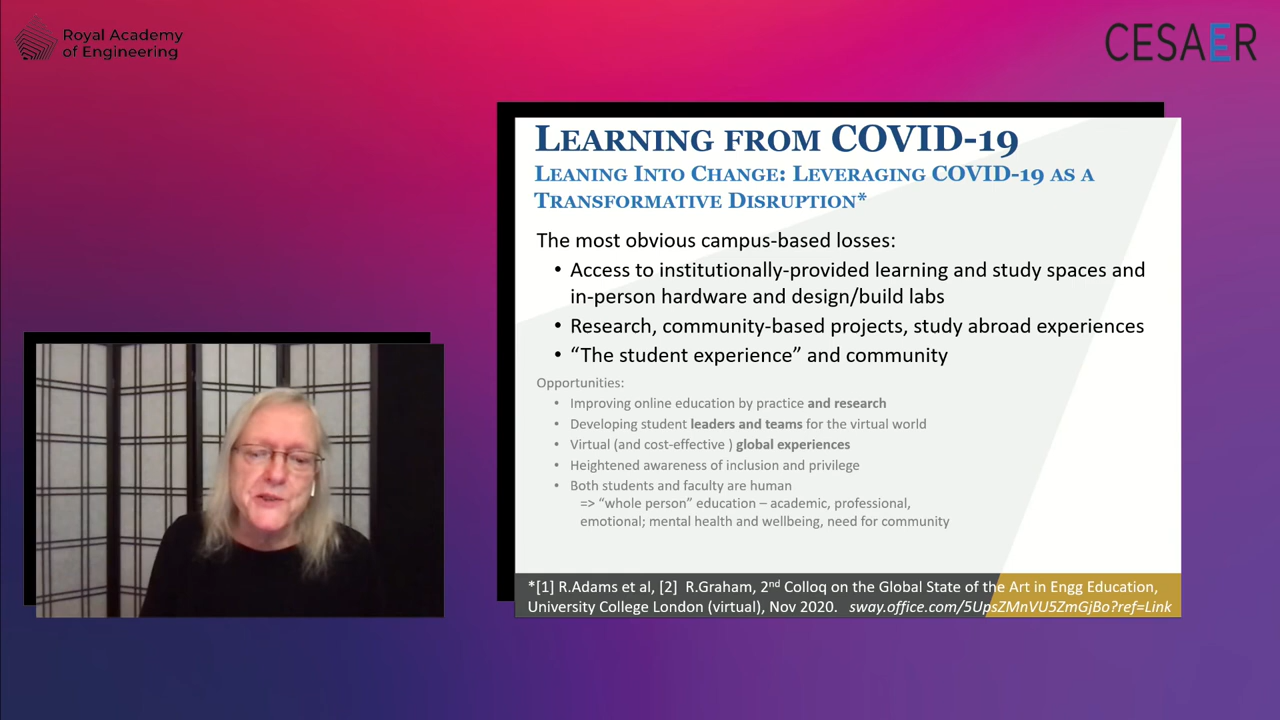 Royal Academy
of Engineering
CESAER
LEARNING FROM COVID-19
LEANING INTO CHANGE: LEVERAGING COVID-19 AS A
TRANSFORMATIVE DISRUPTION*
The most obvious campus-based losses:
• Access to institutionally-provided learning and study spaces and
in-person hardware and design/build labs
• Research, community-based projects, study abroad experiences
• “The student experience” and community
Opportunities:
• Improving online education by practice and research
• Developing student leaders and teams for the virtual world
• Virtual (and cost-effective ) global experiences
• Heightened awareness of inclusion and privilege
• Both students and faculty are human
=> “whole person” education – academic, professional,
emotional; mental health and wellbeing, need for community
*[1] R.Adams et al, [2] R.Graham, 2nd Colloq on the Global State of the Art in Engg Education,
University College London (virtual), Nov 2020. sway.office.com/5UpsZMnVU5ZmGjBo?ref=Link